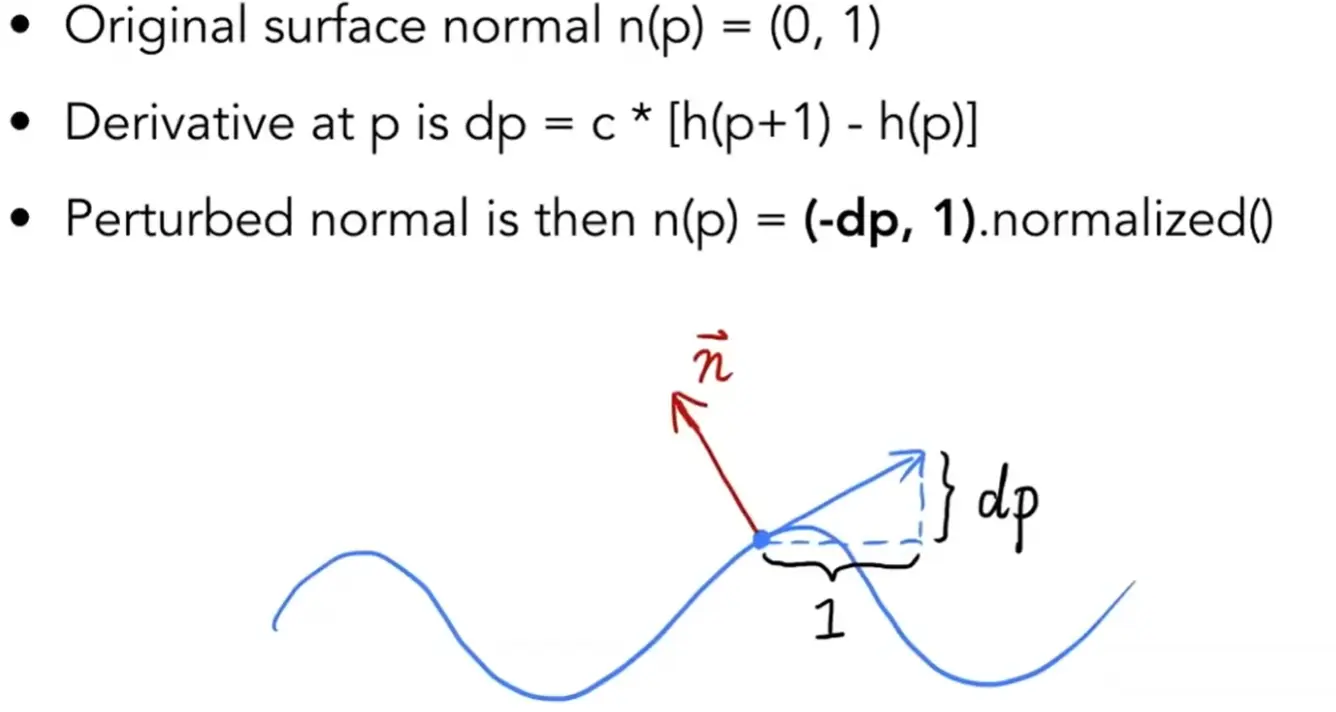 • Original surface normal n(p) = (0, 1)
• Derivative at p is dp = c * [h(p+1) - h(p)]
• Perturbed normal is then n(p) = (-dp, 1).normalized()
n⃗
dp
1